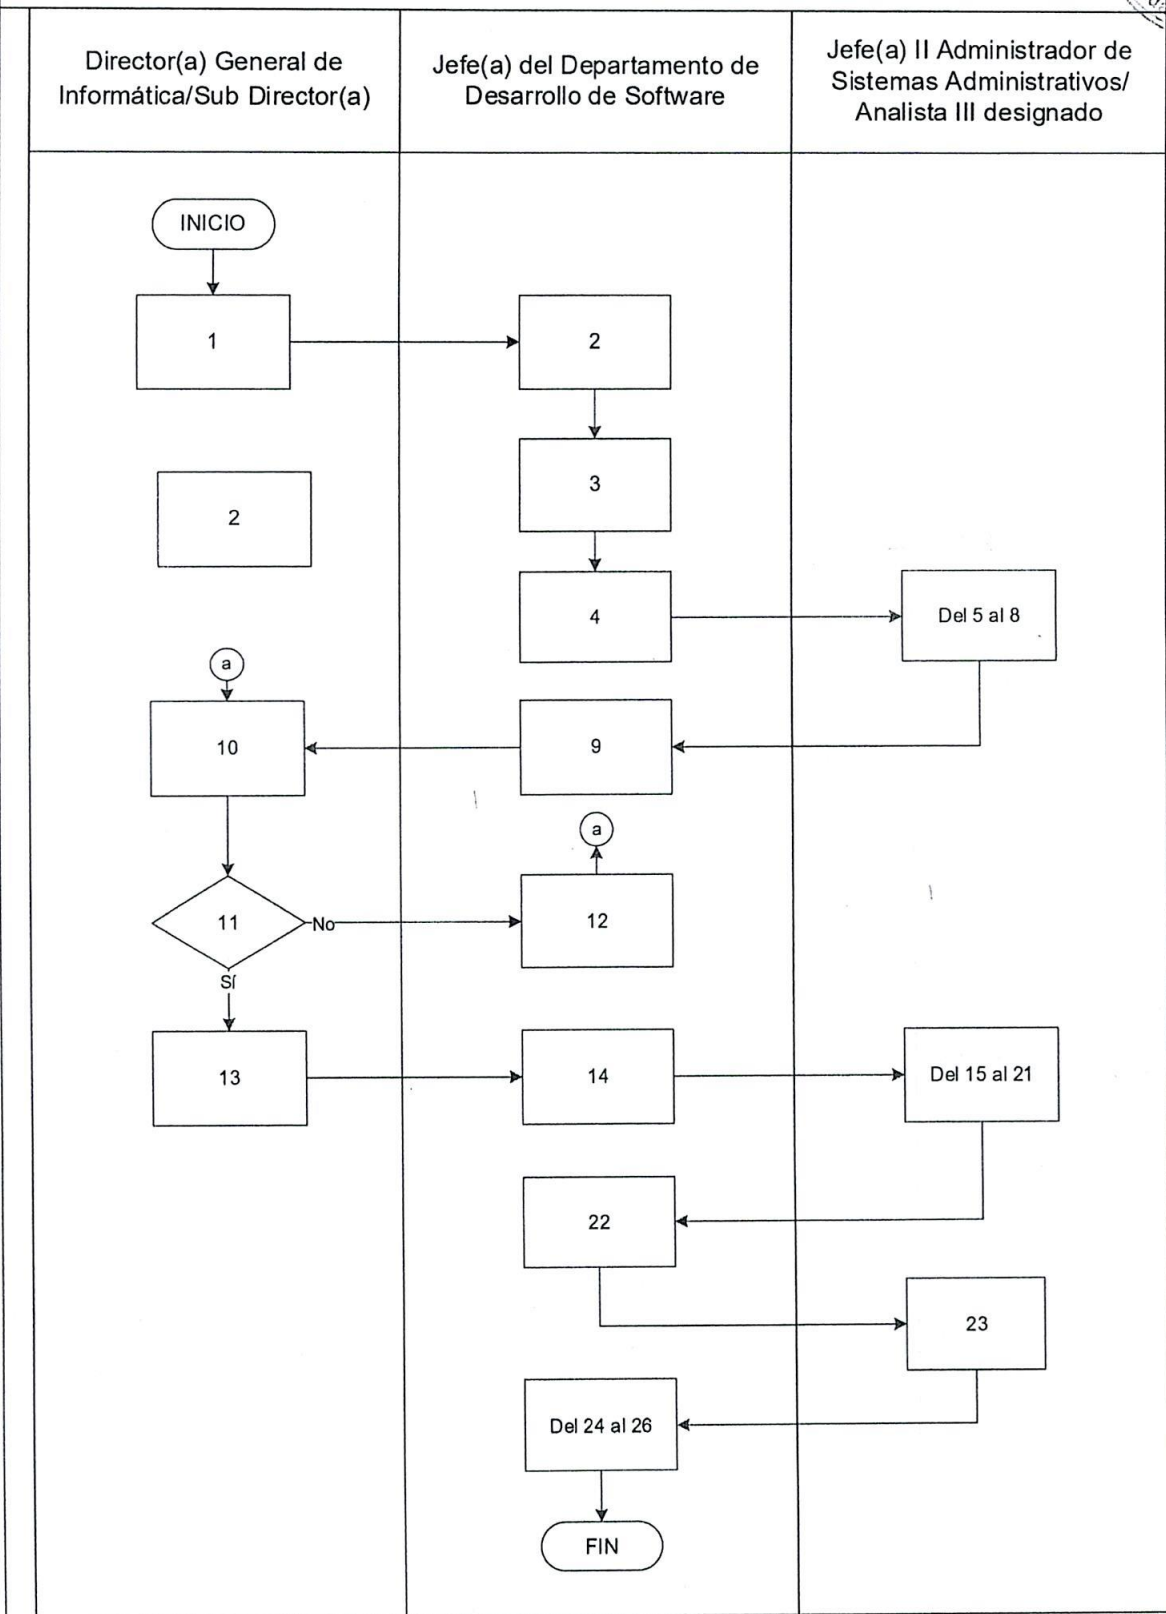 Director(a) General de
Informática/Sub Director(a)
Jefe(a) del Departamento de
Desarrollo de Software
Jefe(a) II Administrador de
Sistemas Administrativos/
Analista III designado
INICIO
1
2
3
2
4
Del 5 al 8
a
10
9
a
11
No
12
Sí
13
14
Del 15 al 21
22
23
Del 24 al 26
FIN